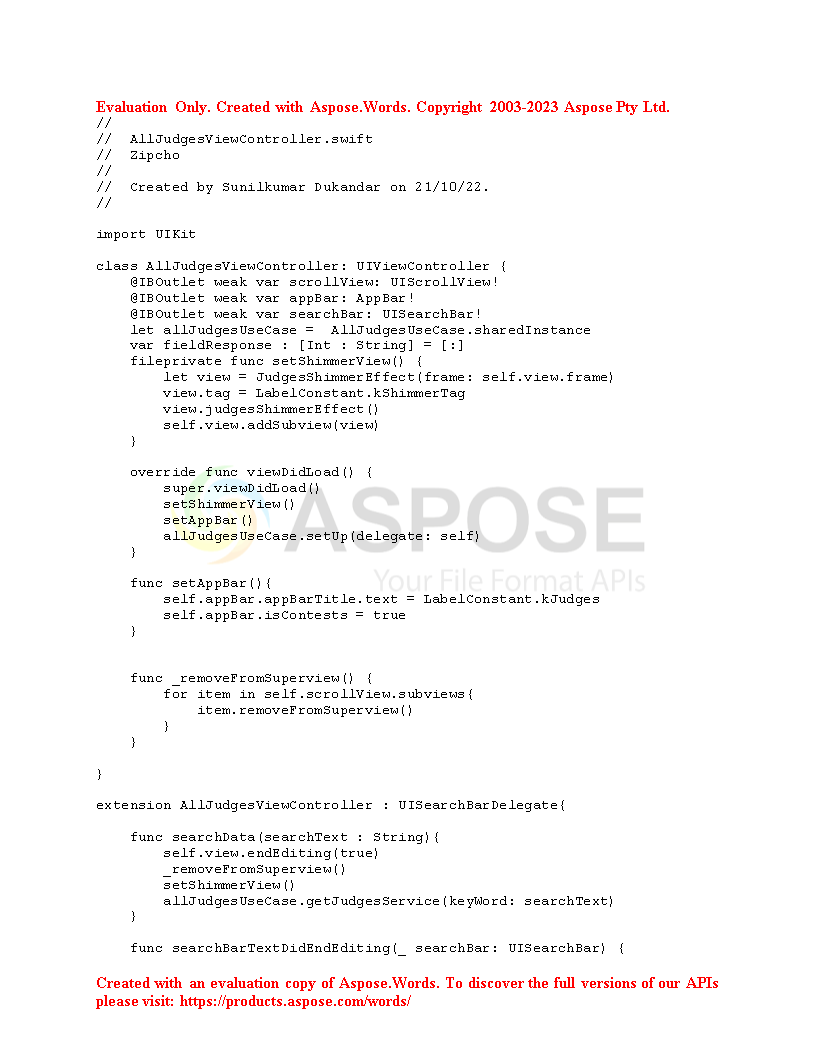 Evaluation Only. Created with Aspose.Words. Copyright 2003-2023 Aspose Pty Ltd.
//
//  AllJudgesViewController.swift
//  Zipcho
//
//  Created by Sunilkumar Dukandar on 21/10/22.
//

import UIKit

class AllJudgesViewController: UIViewController {
    @IBOutlet weak var scrollView: UIScrollView!
    @IBOutlet weak var appBar: AppBar!
    @IBOutlet weak var searchBar: UISearchBar!
    let allJudgesUseCase =  AllJudgesUseCase.sharedInstance
    var fieldResponse : [Int : String] = [:]
    fileprivate func setShimmerView() {
        let view = JudgesShimmerEffect(frame: self.view.frame)
        view.tag = LabelConstant.kShimmerTag
        view.judgesShimmerEffect()
        self.view.addSubview(view)
    }

    override func viewDidLoad() {
        super.viewDidLoad()
        setShimmerView()
        setAppBar()
        allJudgesUseCase.setUp(delegate: self)
    }
ASPOSE
Your File Format APIs

    func setAppBar(){
        self.appBar.appBarTitle.text = LabelConstant.kJudges
        self.appBar.isContests = true
    }


    func _removeFromSuperview() {
        for item in self.scrollView.subviews{
            item.removeFromSuperview()
        }
    }

}

extension AllJudgesViewController : UISearchBarDelegate{

    func searchData(searchText : String){
        self.view.endEditing(true)
        _removeFromSuperview()
        setShimmerView()
        allJudgesUseCase.getJudgesService(keyWord: searchText)
    }

    func searchBarTextDidEndEditing(_ searchBar: UISearchBar) {

Created with an evaluation copy of Aspose.Words. To discover the full versions of our APIs
please visit: https://products.aspose.com/words/